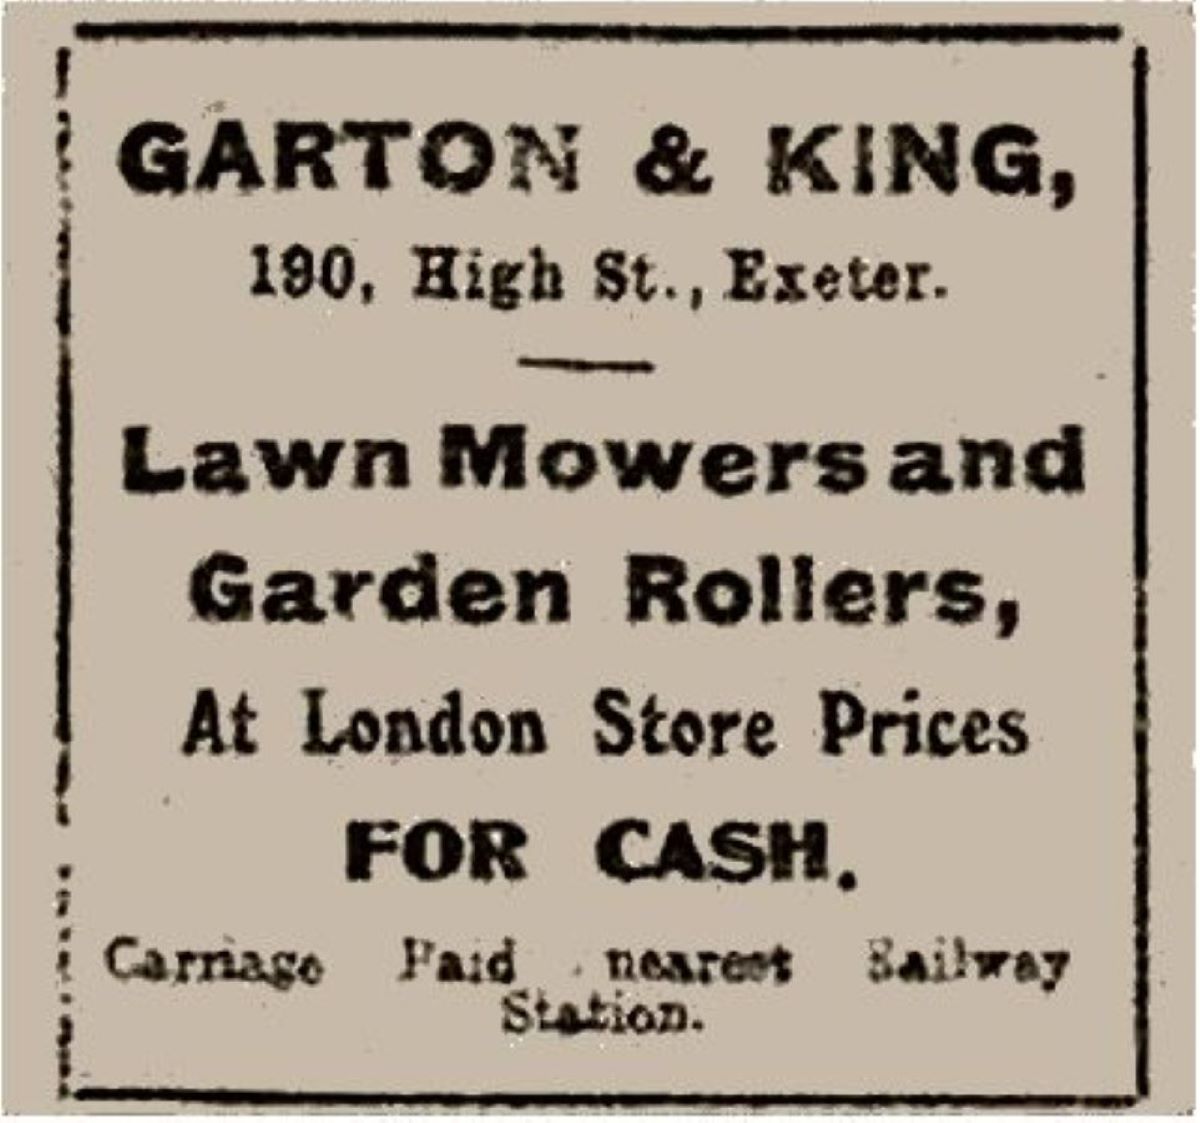 GARTON & KING,
190, High St., Exeter.
Lawn Mowers and
Garden Rollers,
At London Store Prices
FOR CASH.
Carriage Paid nearest Railway
Station.